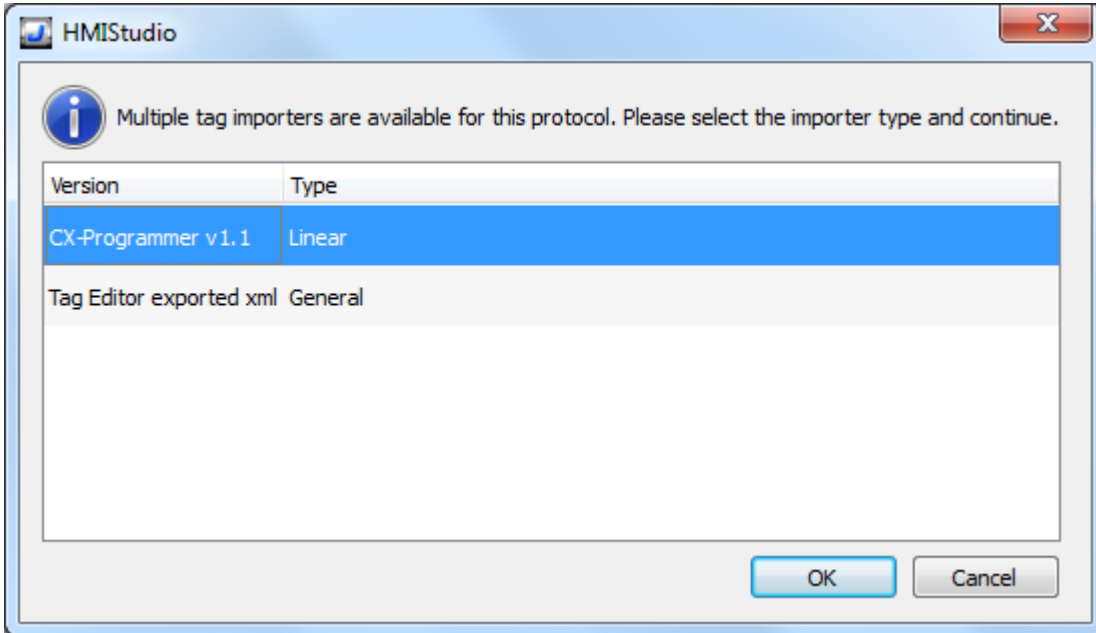 HMIStudio
Multiple tag importers are available for this protocol. Please select the importer type and continue.
Version Type
CX-Programmer v1.1 Linear
Tag Editor exported xml General
OK Cancel